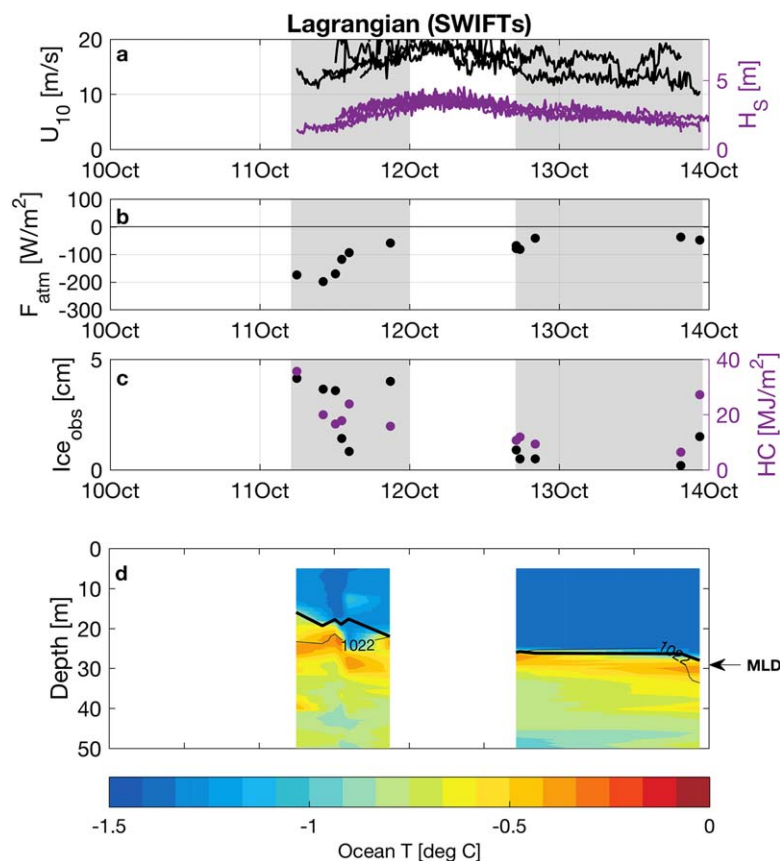 Lagrangian (SWIFTs)
a
20
10
0
U10 [m/s]
5
0
HS [m]
10Oct 11Oct 12Oct 13Oct 14Oct
b
100
0
-100
-200
-300
Fatm [W/m2]
10Oct 11Oct 12Oct 13Oct 14Oct
c
5
0
Iceobs [cm]
40
20
0
HC [MJ/m2]
10Oct 11Oct 12Oct 13Oct 14Oct
d
0
10
20
30
40
50
Depth [m]
1022
1022
MLD
-1.5 -1 -0.5 0
Ocean T [deg C]